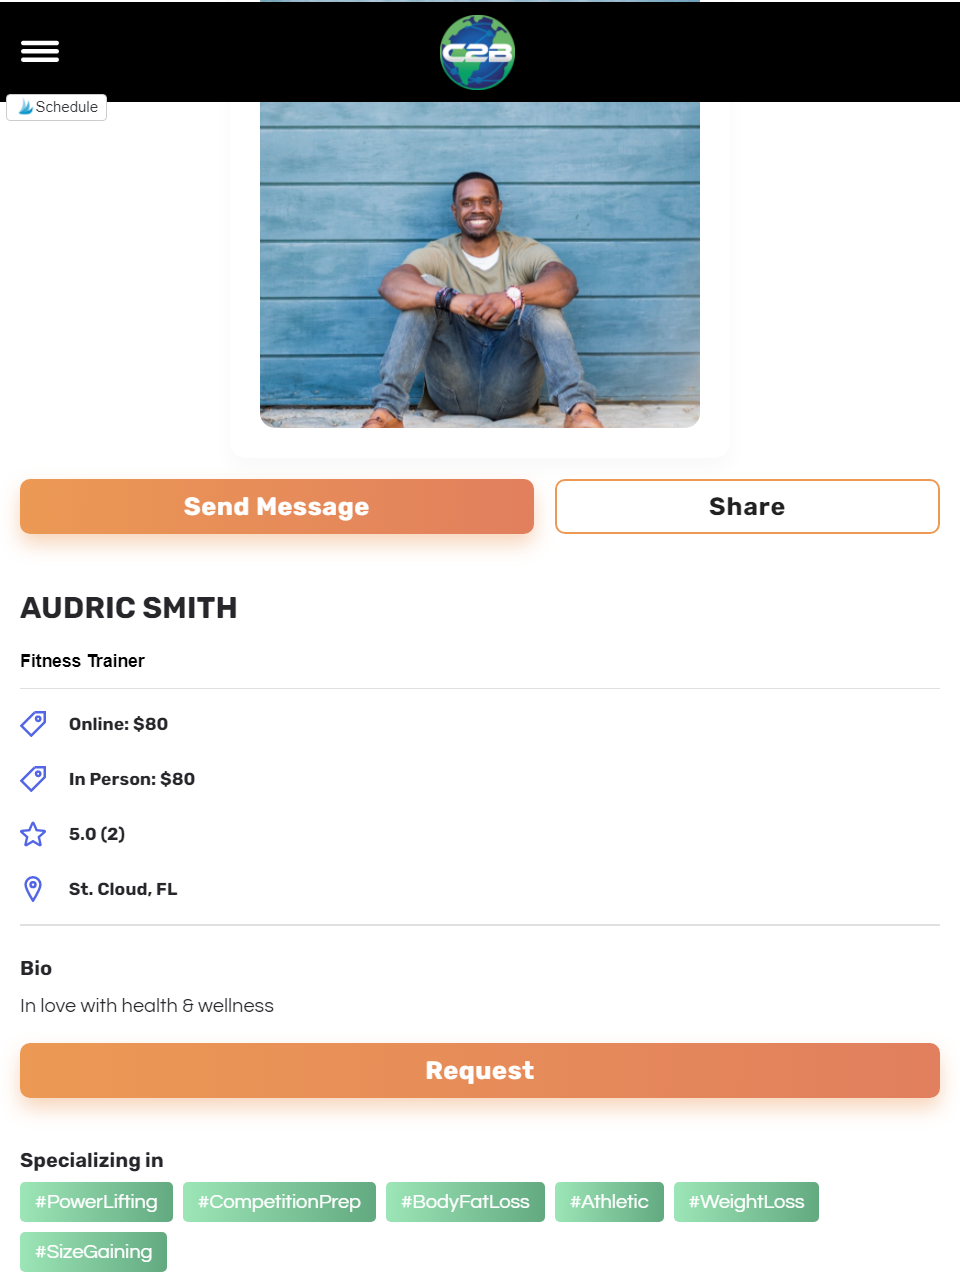 C2B
Schedule
Send Message
Share
AUDRIC SMITH
Fitness Trainer
Online: $80
In Person: $80
5.0 (2)
St. Cloud, FL
Bio
In love with health & wellness
Request
Specializing in
#PowerLifting #CompetitionPrep #BodyFatLoss #Athletic #WeightLoss
#SizeGaining